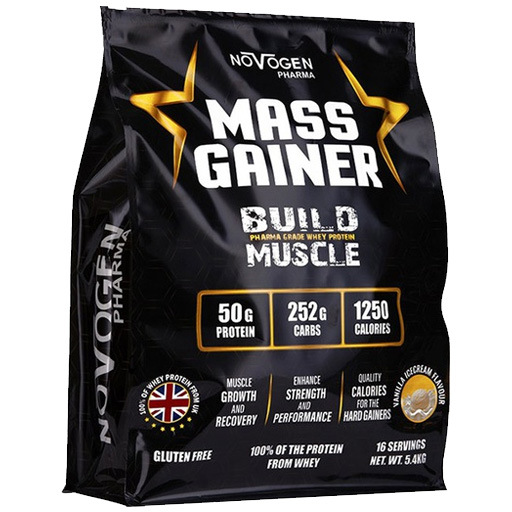 NOVOGEN
PHARMA
MASS
GAINER
BUILD
PHARMA GRADE WHEY PROTEIN
MUSCLE
50G
PROTEIN
252G
CARBS
1250
CALORIES
100% OF WHEY PROTEIN FROM UK
MUSCLE
GROWTH
AND
RECOVERY
ENHANCE
STRENGTH
AND
PERFORMANCE
QUALITY
CALORIES
FOR THE
HARD GAINERS
VANILLA ICECREAM FLAVOUR
GLUTEN FREE
100% OF THE PROTEIN
FROM WHEY
16 SERVINGS
NET. WT. 5.4KG
NOVOGEN
PHARMA